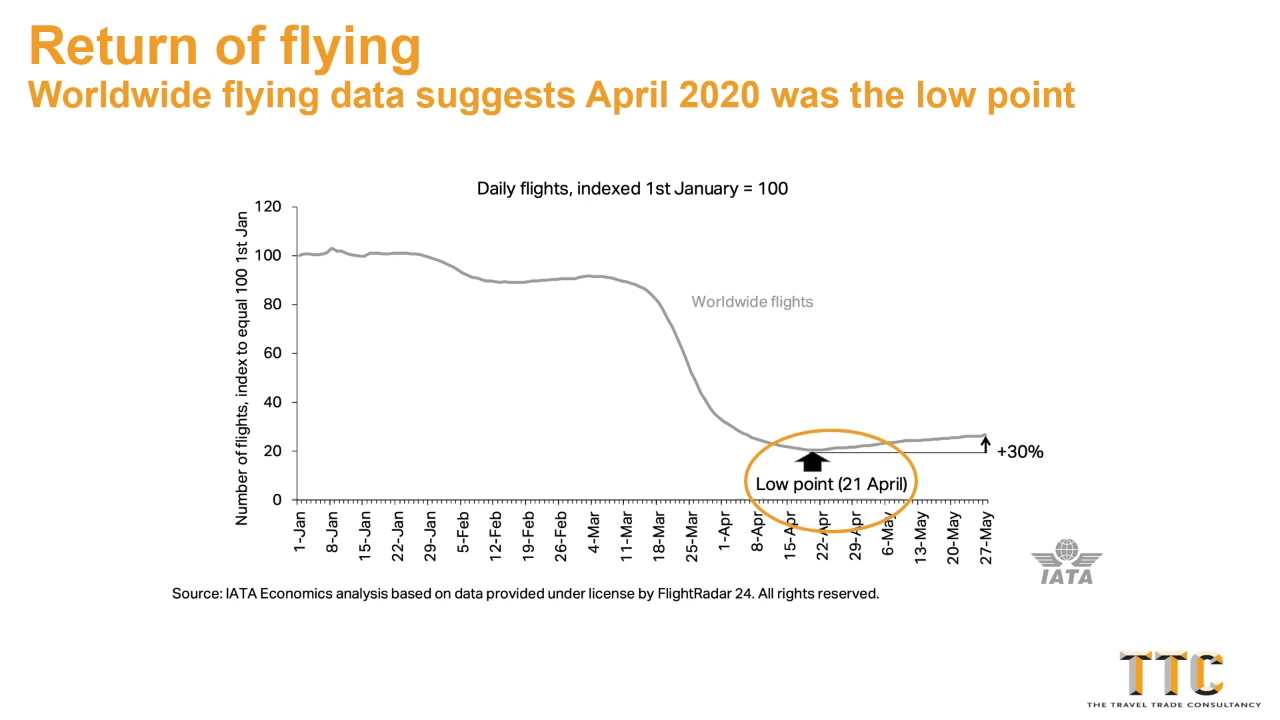 Return of flying
Worldwide flying data suggests April 2020 was the low point
Daily flights, indexed 1st January = 100
Number of flights, index to equal 100 1st Jan
120
100
80
60
40
20
0
Worldwide flights
+30%
Low point (21 April)
1-Jan
8-Jan
15-Jan
22-Jan
29-Jan
5-Feb
12-Feb
19-Feb
26-Feb
4-Mar
11-Mar
18-Mar
25-Mar
1-Apr
8-Apr
15-Apr
22-Apr
29-Apr
6-May
13-May
20-May
27-May
IATA
Source: IATA Economics analysis based on data provided under license by FlightRadar 24. All rights reserved.
TTC
THE TRAVEL TRADE CONSULTANCY